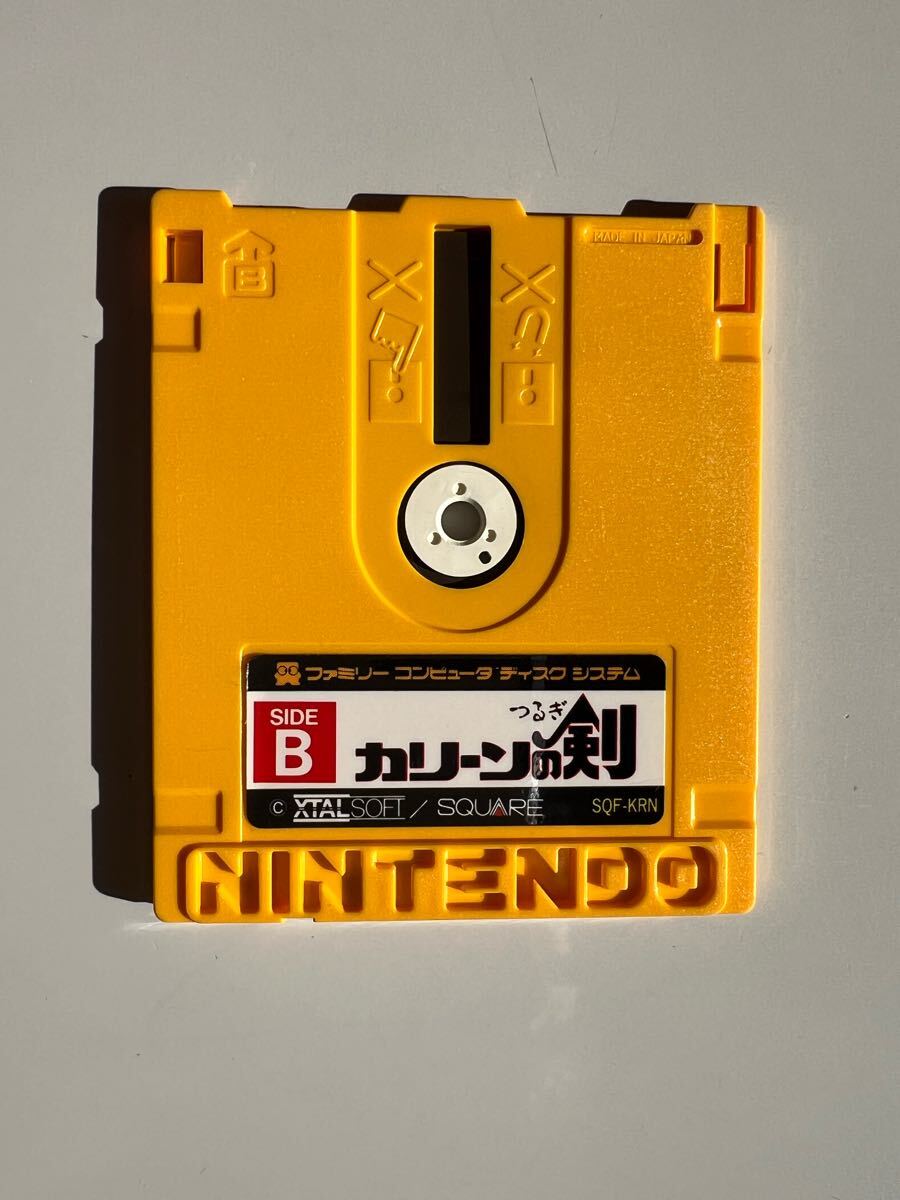 MADE IN JAPAN
B
ファミリー コンピュータ ディスク システム
SIDE
B
つるぎ
カリーンの剣
© XTALSOFT / SQUARE
SQF-KRN
NINTENDO